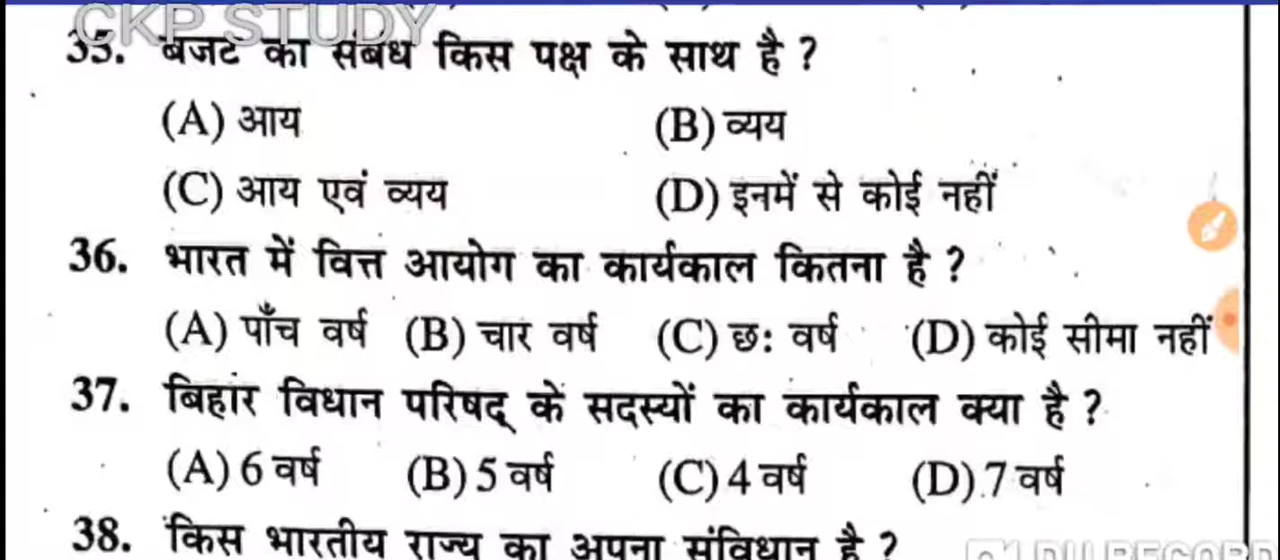 CKP STUDY
35. बजट का संबंध किस पक्ष के साथ है ?
(A) आय (B) व्यय
(C) आय एवं व्यय (D) इनमें से कोई नहीं
36. भारत में वित्त आयोग का कार्यकाल कितना है ?
(A) पाँच वर्ष (B) चार वर्ष (C) छः वर्ष (D) कोई सीमा नहीं
37. बिहार विधान परिषद् के सदस्यों का कार्यकाल क्या है ?
(A) 6 वर्ष (B) 5 वर्ष (C) 4 वर्ष (D) 7 वर्ष
38. किस भारतीय राज्य का अपना संविधान है ?